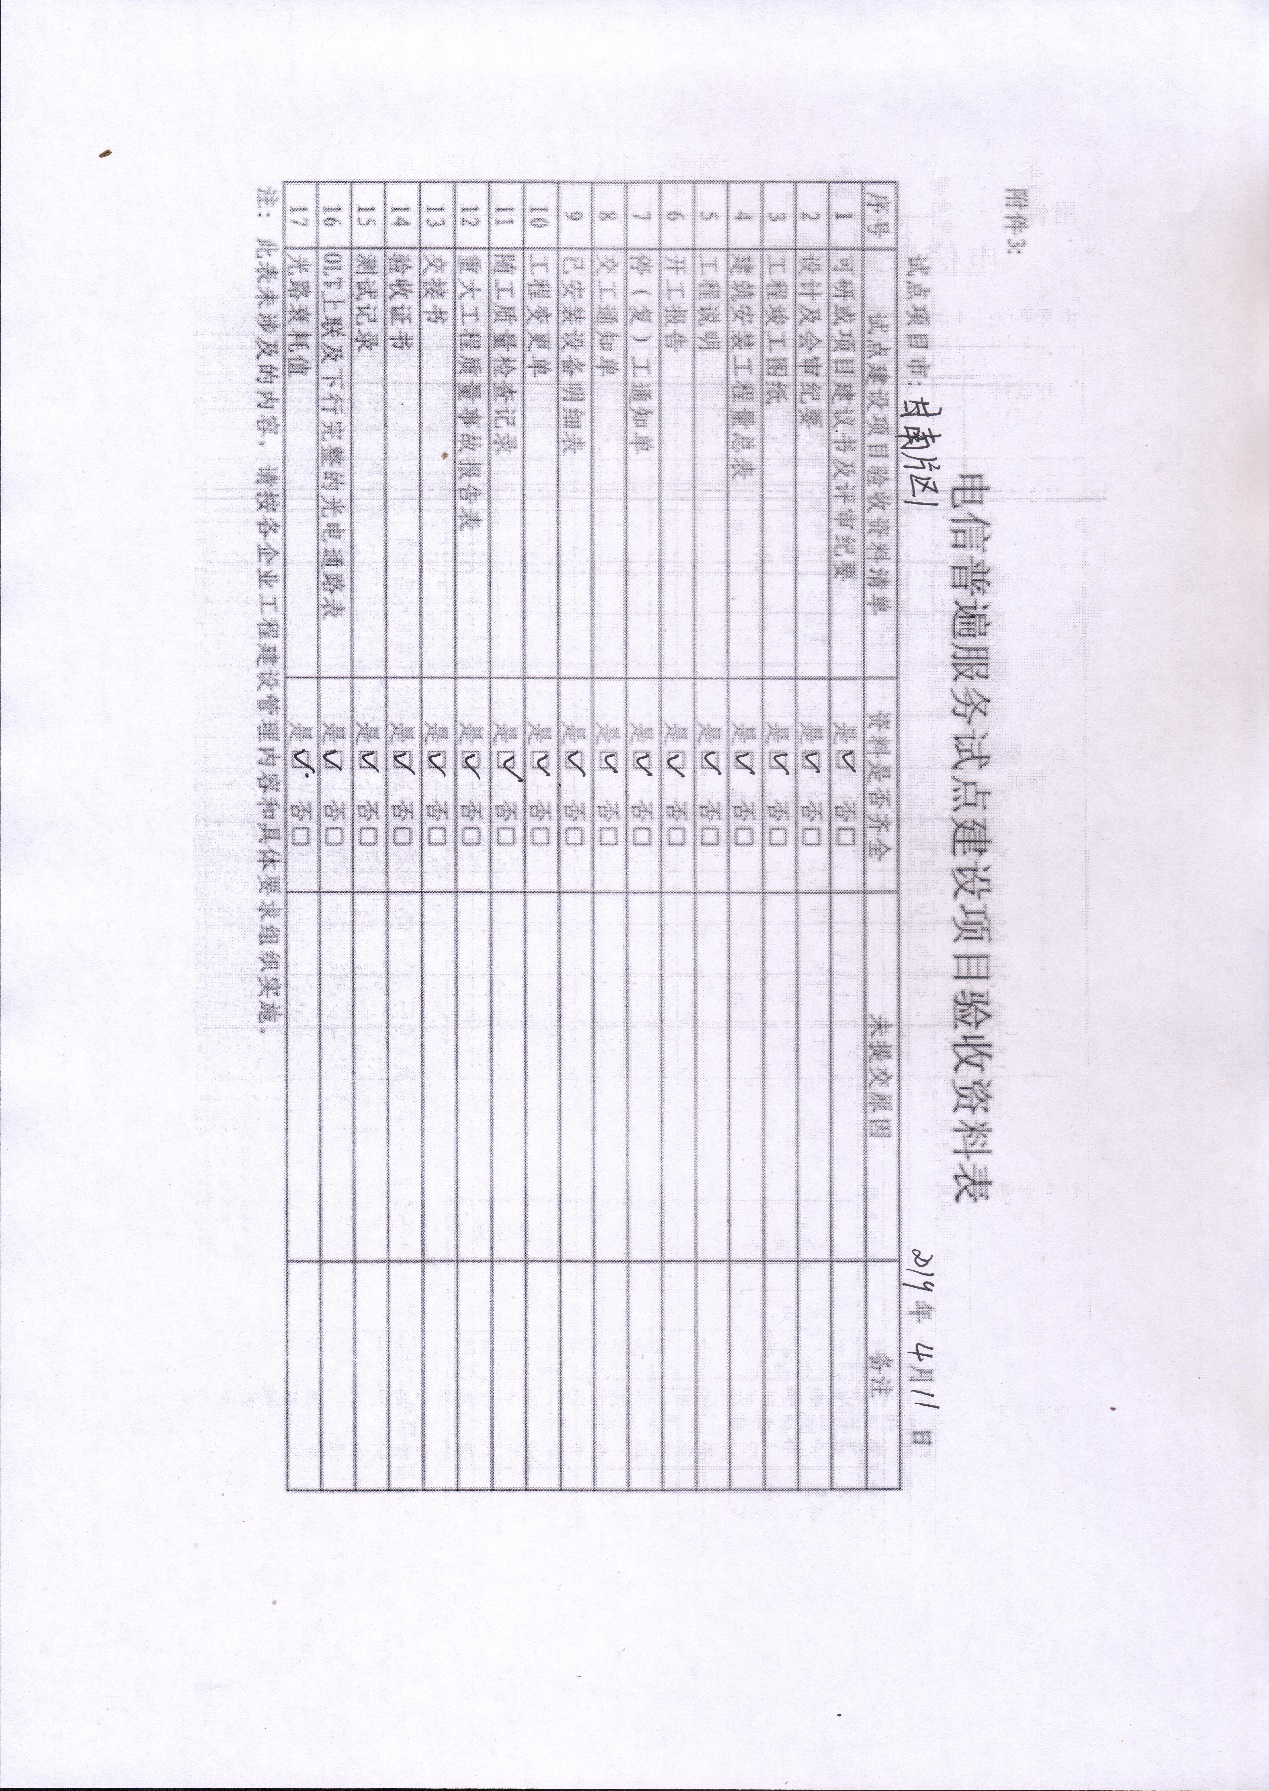 附件3:
电信普遍服务试点建设项目验收资料表
试点项目市: 甘南片区 2019年 4月11日
序号 试点建设项目验收资料清单 资料是否齐全 未提交原因 备注
1 可研或项目建议书及评审纪要 是☑ 否□
2 设计及会审纪要 是☑ 否□
3 工程竣工图纸 是☑ 否□
4 建筑安装工程量总表 是☑ 否□
5 工程说明 是☑ 否□
6 开工报告 是☑ 否□
7 停(复)工通知单 是☑ 否□
8 交工通知单 是☑ 否□
9 已安装设备明细表 是☑ 否□
10 工程变更单 是☑ 否□
11 随工质量检查记录 是☑ 否□
12 重大工程质量事故报告表 是☑ 否□
13 交接书 是☑ 否□
14 验收证书 是☑ 否□
15 测试记录 是☑ 否□
16 OLT上联及下行完整的光电通路表 是☑ 否□
17 光路衰耗值 是☑ 否□
注: 此表未涉及的内容, 请按各企业工程建设管理内容和具体要求组织实施。